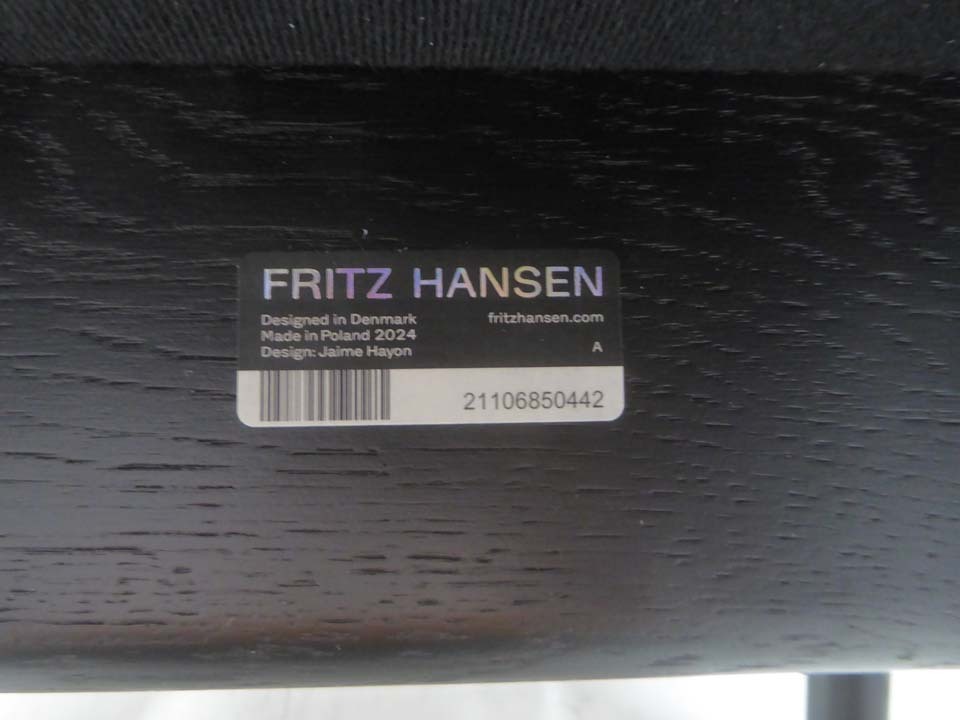 FRITZ HANSEN
Designed in Denmark
fritzhansen.com
Made in Poland 2024
Design: Jaime Hayon
A
21106850442